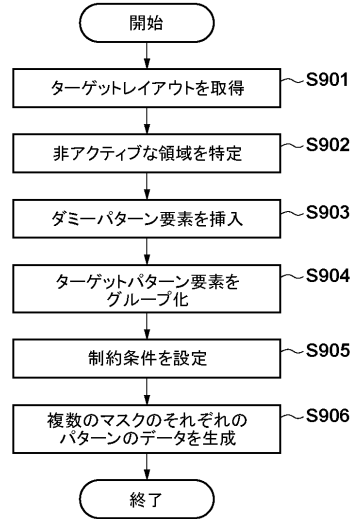 開始
ターゲットレイアウトを取得
S901
非アクティブな領域を特定
S902
ダミーパターン要素を挿入
S903
ターゲットパターン要素を
グループ化
S904
制約条件を設定
S905
複数のマスクのそれぞれの
パターンのデータを生成
S906
終了